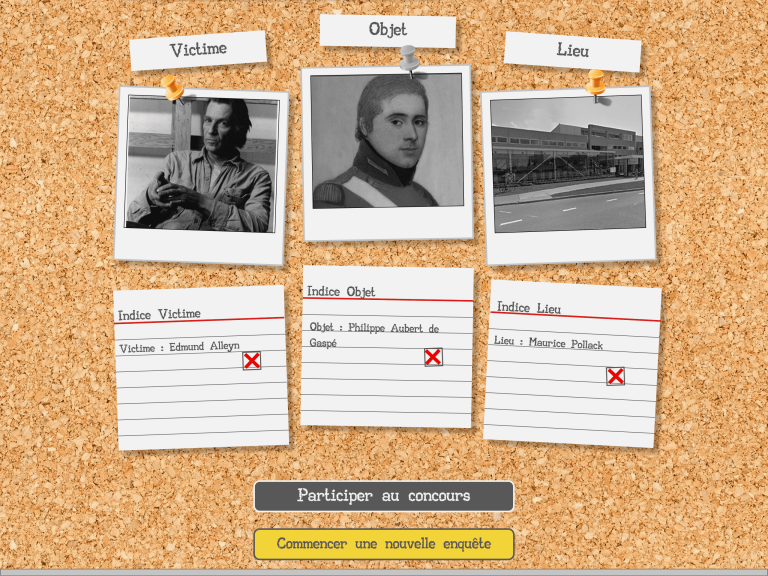 Victime
Objet
Lieu
Indice Victime
Victime : Edmund Alleyn
Indice Objet
Objet : Philippe Aubert de
Gaspé
Indice Lieu
Lieu : Maurice Pollack
Participer au concours
Commencer une nouvelle enquête